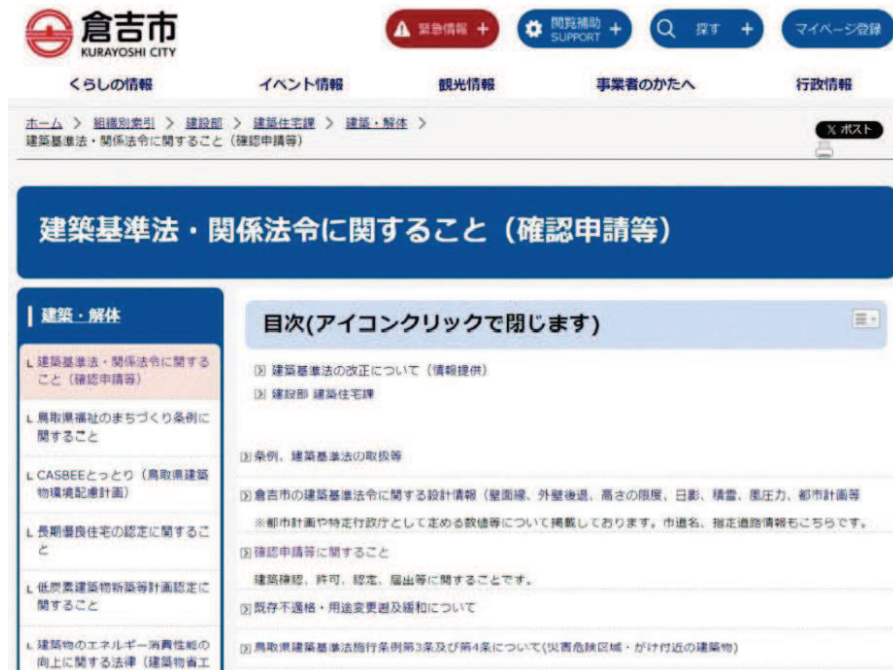 倉吉市
KURAYOSHI CITY
緊急情報 +
閲覧補助
SUPPORT +
探す +
マイページ登録
くらしの情報 イベント情報 観光情報 事業者のかたへ 行政情報
ホーム > 組織別索引 > 建設部 > 建築住宅課 > 建築・解体 >
建築基準法・関係法令に関すること（確認申請等）
X ポスト
建築基準法・関係法令に関すること（確認申請等）
建築・解体
建築基準法・関係法令に関する
こと（確認申請等）
鳥取県福祉のまちづくり条例に
関すること
CASBEEとっとり（鳥取県建築
物環境配慮計画）
長期優良住宅の認定に関するこ
と
低炭素建築物新築等計画認定に
関すること
建築物のエネルギー消費性能の
向上に関する法律（建築物省エ
目次(アイコンクリックで閉じます)
建築基準法の改正について（情報提供）
建設部 建築住宅課
条例、建築基準法の取扱等
倉吉市の建築基準法令に関する設計情報（壁面線、外壁後退、高さの限度、日影、積雪、風圧力、都市計画等
※都市計画や特定行政庁として定める数値等について掲載しております。市道名、指定道路情報もこちらです。
確認申請等に関すること
建築確認、許可、認定、届出等に関することです。
既存不適格・用途変更遡及緩和について
鳥取県建築基準法施行条例第3条及び第4条について(災害危険区域・がけ付近の建築物)